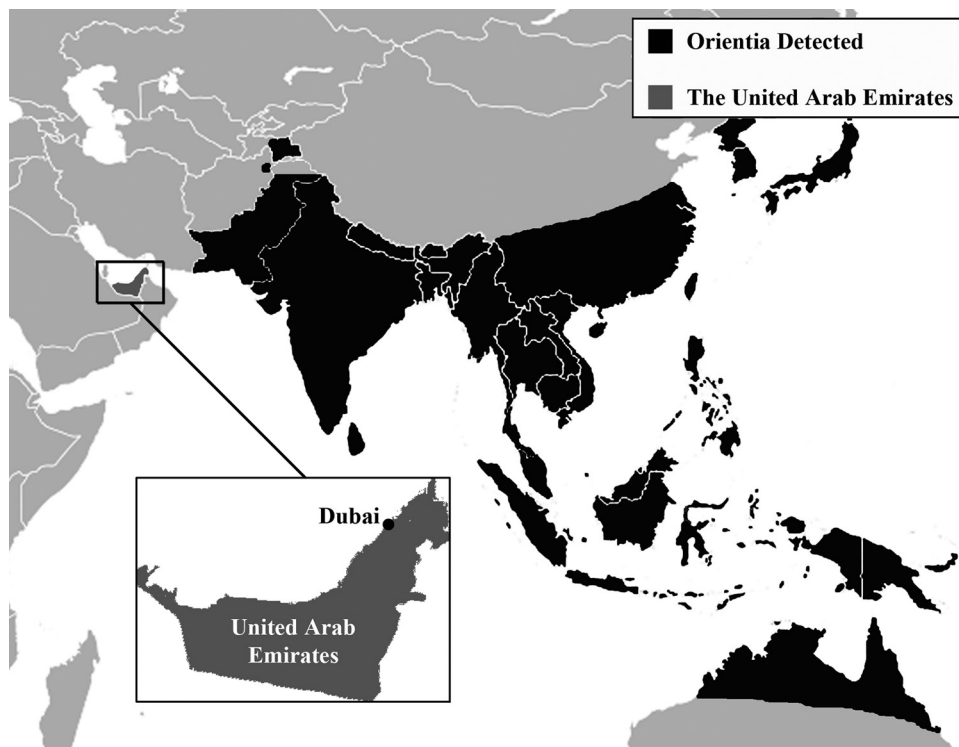 Orientia Detected
The United Arab Emirates
Dubai
United Arab
Emirates